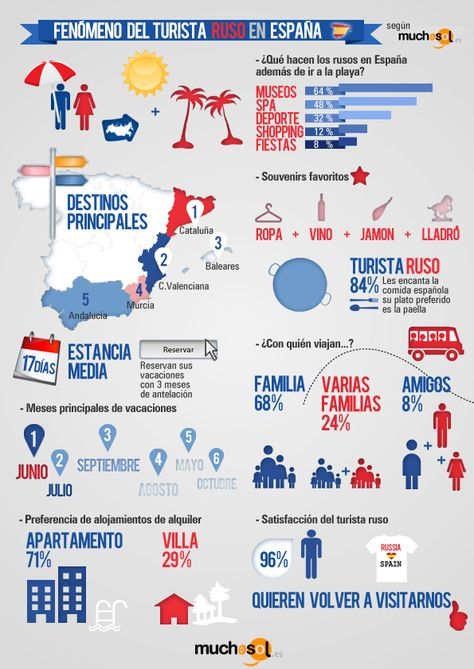 FENÓMENO DEL TURISTA RUSO EN ESPAÑA
según
muchosol.es
- ¿Qué hacen los rusos en España
además de ir a la playa?
MUSEOS 64 %
SPA 48 %
DEPORTE 32 %
SHOPPING 12 %
FIESTAS 8 %
DESTINOS
PRINCIPALES
1
Cataluña
2
C.Valenciana
3
Baleares
4
Murcia
5
Andalucía
- Souvenirs favoritos
ROPA + VINO + JAMON + LLADRÓ
TURISTA RUSO
84% Les encanta la
comida española
su plato preferido
es la paella
17 DÍAS
ESTANCIA
MEDIA
Reservar
Reservan sus
vacaciones
con 3 meses
de antelación
- ¿Con quién viajan...?
FAMILIA
68%
VARIAS
FAMILIAS
24%
AMIGOS
8%
- Meses principales de vacaciones
1
JUNIO
2
JULIO
3
SEPTIEMBRE
4
AGOSTO
5
MAYO
6
OCTUBRE
- Preferencia de alojamientos de alquiler
APARTAMENTO
71%
VILLA
29%
- Satisfacción del turista ruso
96%
RUSSIA
SPAIN
QUIEREN VOLVER A VISITARNOS
muchosol.es